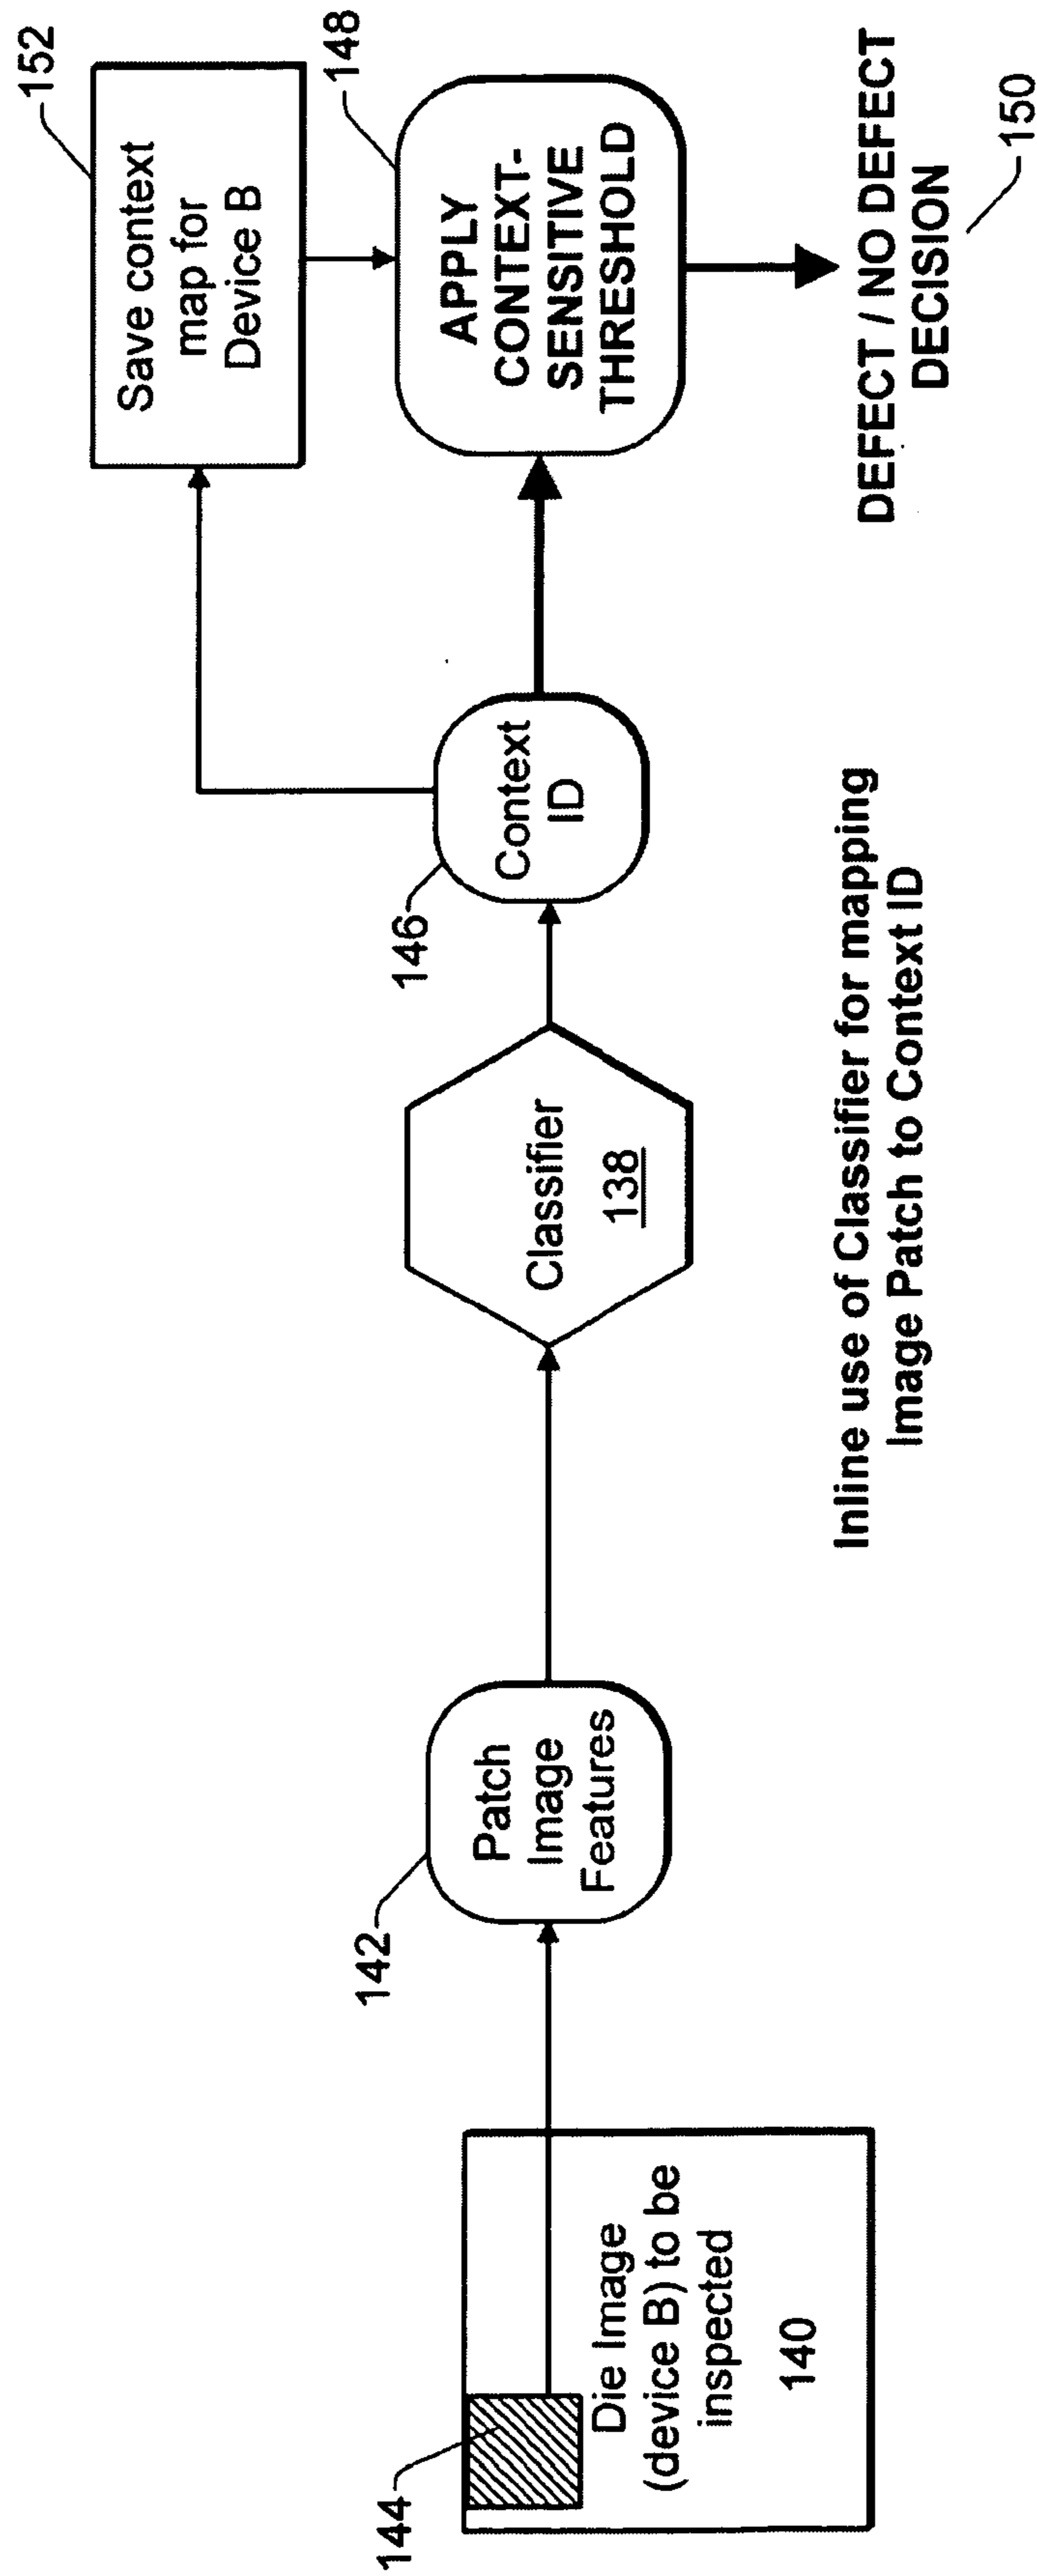 144
Die Image
(device B) to be
inspected
140
142
Patch
Image
Features
Classifier
138
146
Context
ID
152
Save context
map for
Device B
148
APPLY
CONTEXT-
SENSITIVE
THRESHOLD
DEFECT / NO DEFECT
DECISION
150
Inline use of Classifier for mapping
Image Patch to Context ID